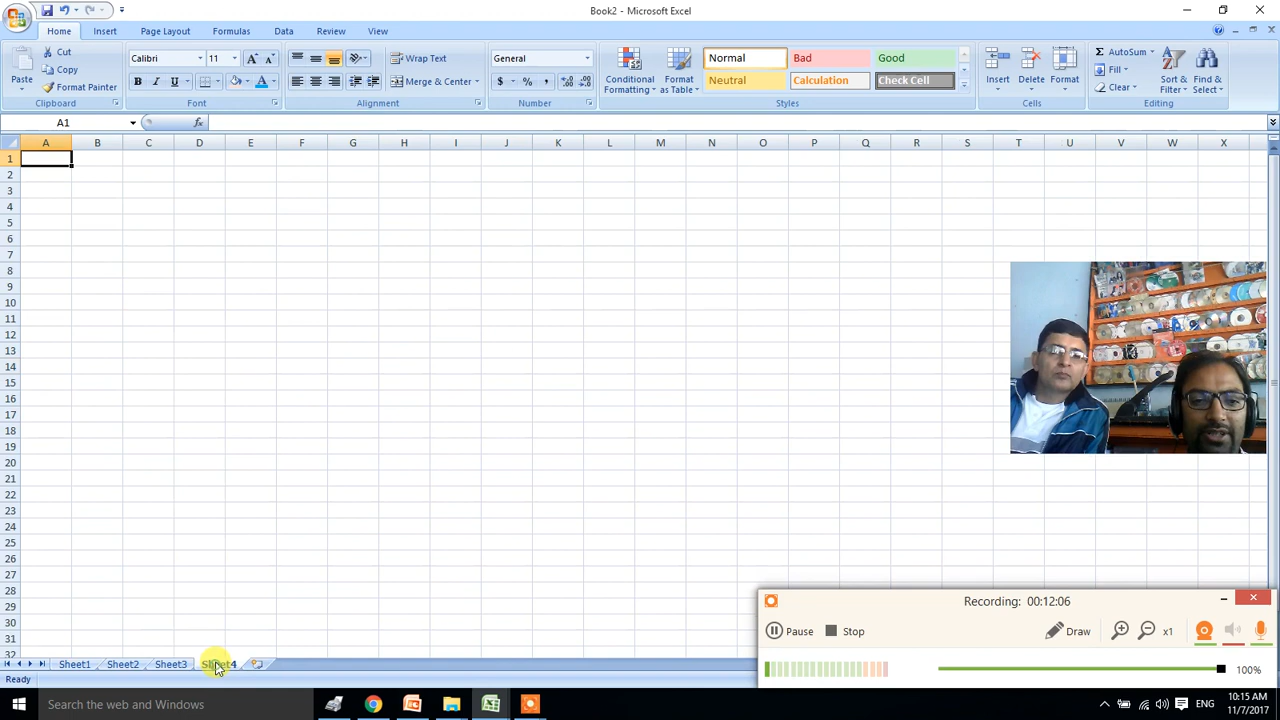 Book2 - Microsoft Excel
Home Insert Page Layout Formulas Data Review View
Paste
Cut
Copy
Format Painter
Clipboard
Calibri 11
B I U
Font
Wrap Text
Merge & Center
Alignment
General
$ % ,
Number
Conditional Formatting
Format as Table
Normal Bad Good
Neutral Calculation Check Cell
Styles
Insert Delete Format
Cells
AutoSum
Fill
Clear
Sort & Filter
Find & Select
Editing
A1 fx
A B C D E F G H I J K L M N O P Q R S T U V W X
1
2
3
4
5
6
7
8
9
10
11
12
13
14
15
16
17
18
19
20
21
22
23
24
25
26
27
28
29
30
31
32
Sheet1 Sheet2 Sheet3 Sheet4
Ready
Recording: 00:12:06
Pause Stop Draw x1
100%
Search the web and Windows
ENG
10:15 AM
11/7/2017